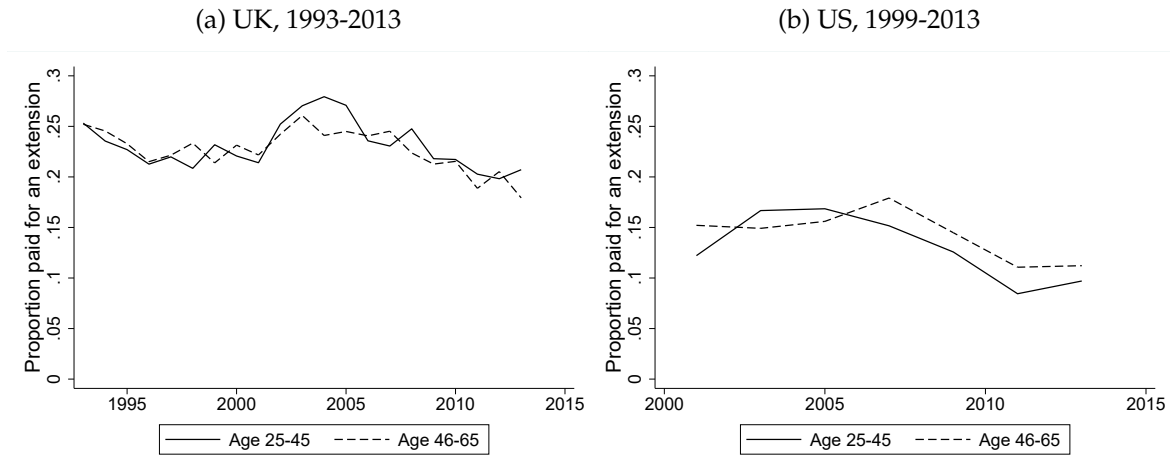 (a) UK, 1993-2013
Proportion paid for an extension
.3
.25
.2
.15
.1
.05
0
1995 2000 2005 2010 2015
Age 25-45 Age 46-65
(b) US, 1999-2013
Proportion paid for an extension
.3
.25
.2
.15
.1
.05
0
2000 2005 2010 2015
Age 25-45 Age 46-65